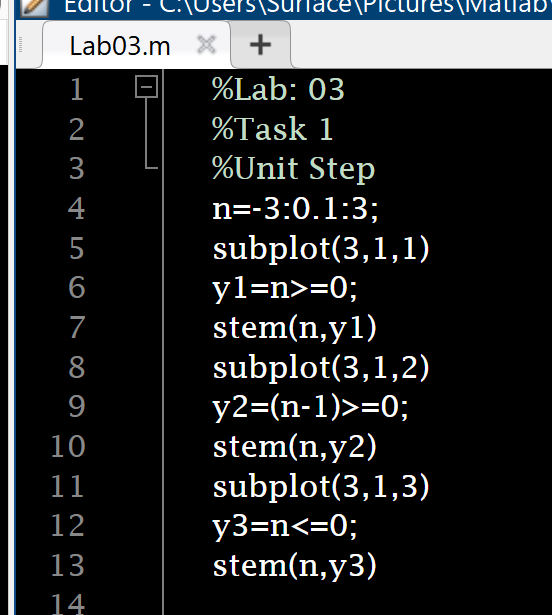 Editor - C:\Users\Surface\Pictures\Matlab\
Lab03.m
1 %Lab: 03
2 %Task 1
3 %Unit Step
4 n=-3:0.1:3;
5 subplot(3,1,1)
6 y1=n>=0;
7 stem(n,y1)
8 subplot(3,1,2)
9 y2=(n-1)>=0;
10 stem(n,y2)
11 subplot(3,1,3)
12 y3=n<=0;
13 stem(n,y3)
14